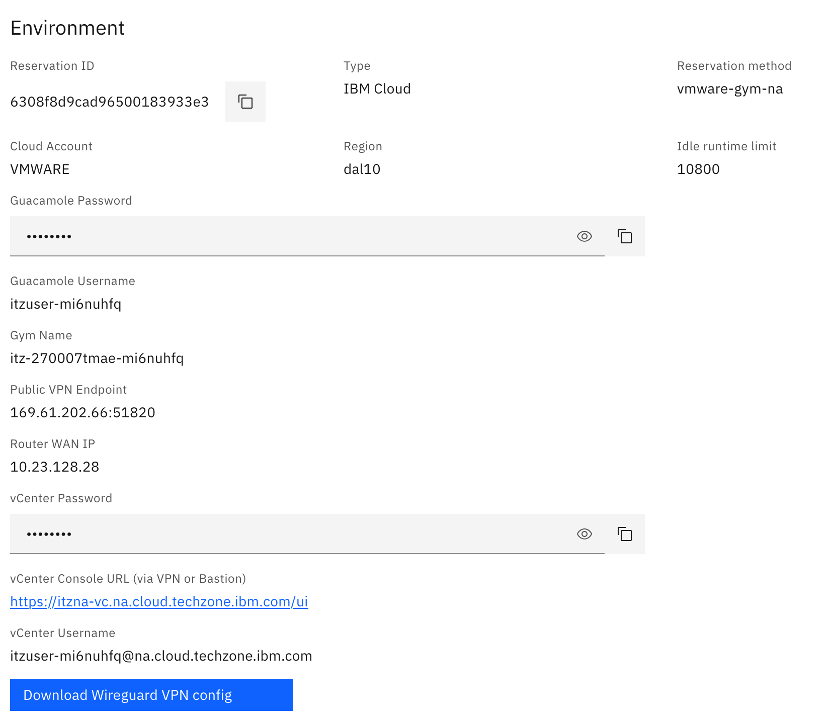 Environment
Reservation ID
Type
Reservation method
6308f8d9cad96500183933e3
IBM Cloud
vmware-gym-na
Cloud Account
Region
Idle runtime limit
VMWARE
dal10
10800
Guacamole Password
••••••••
Guacamole Username
itzuser-mi6nuhfq
Gym Name
itz-270007tmae-mi6nuhfq
Public VPN Endpoint
169.61.202.66:51820
Router WAN IP
10.23.128.28
vCenter Password
••••••••
vCenter Console URL (via VPN or Bastion)
https://itzna-vc.na.cloud.techzone.ibm.com/ui
vCenter Username
itzuser-mi6nuhfq@na.cloud.techzone.ibm.com
Download Wireguard VPN config